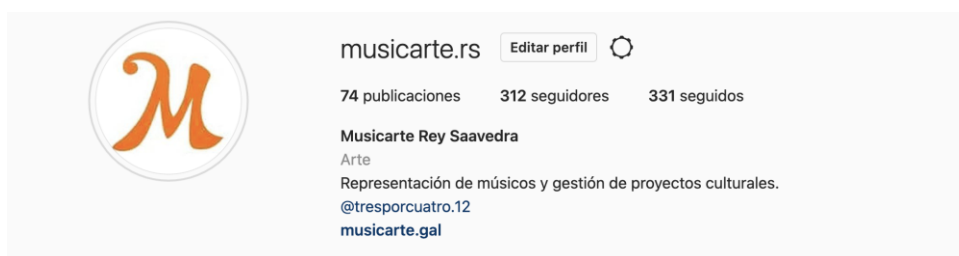 M
musicarte.rs Editar perfil
74 publicaciones 312 seguidores 331 seguidos
Musicarte Rey Saavedra
Arte
Representación de músicos y gestión de proyectos culturales.
@tresporcuatro.12
musicarte.gal